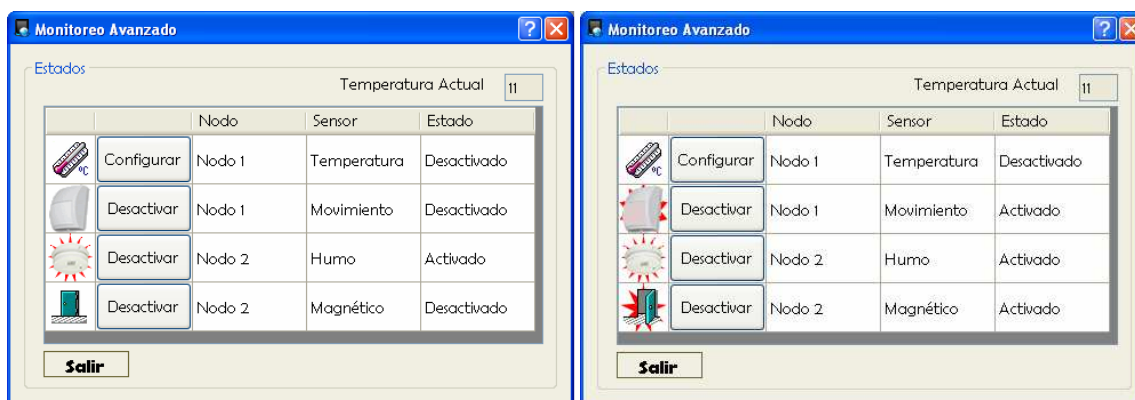 Monitoreo Avanzado
Estados
Temperatura Actual 11
Nodo Sensor Estado
°C Configurar Nodo 1 Temperatura Desactivado
Desactivar Nodo 1 Movimiento Desactivado
Desactivar Nodo 2 Humo Activado
Desactivar Nodo 2 Magnético Desactivado
Salir
Monitoreo Avanzado
Estados
Temperatura Actual 11
Nodo Sensor Estado
°C Configurar Nodo 1 Temperatura Desactivado
Desactivar Nodo 1 Movimiento Activado
Desactivar Nodo 2 Humo Activado
Desactivar Nodo 2 Magnético Activado
Salir